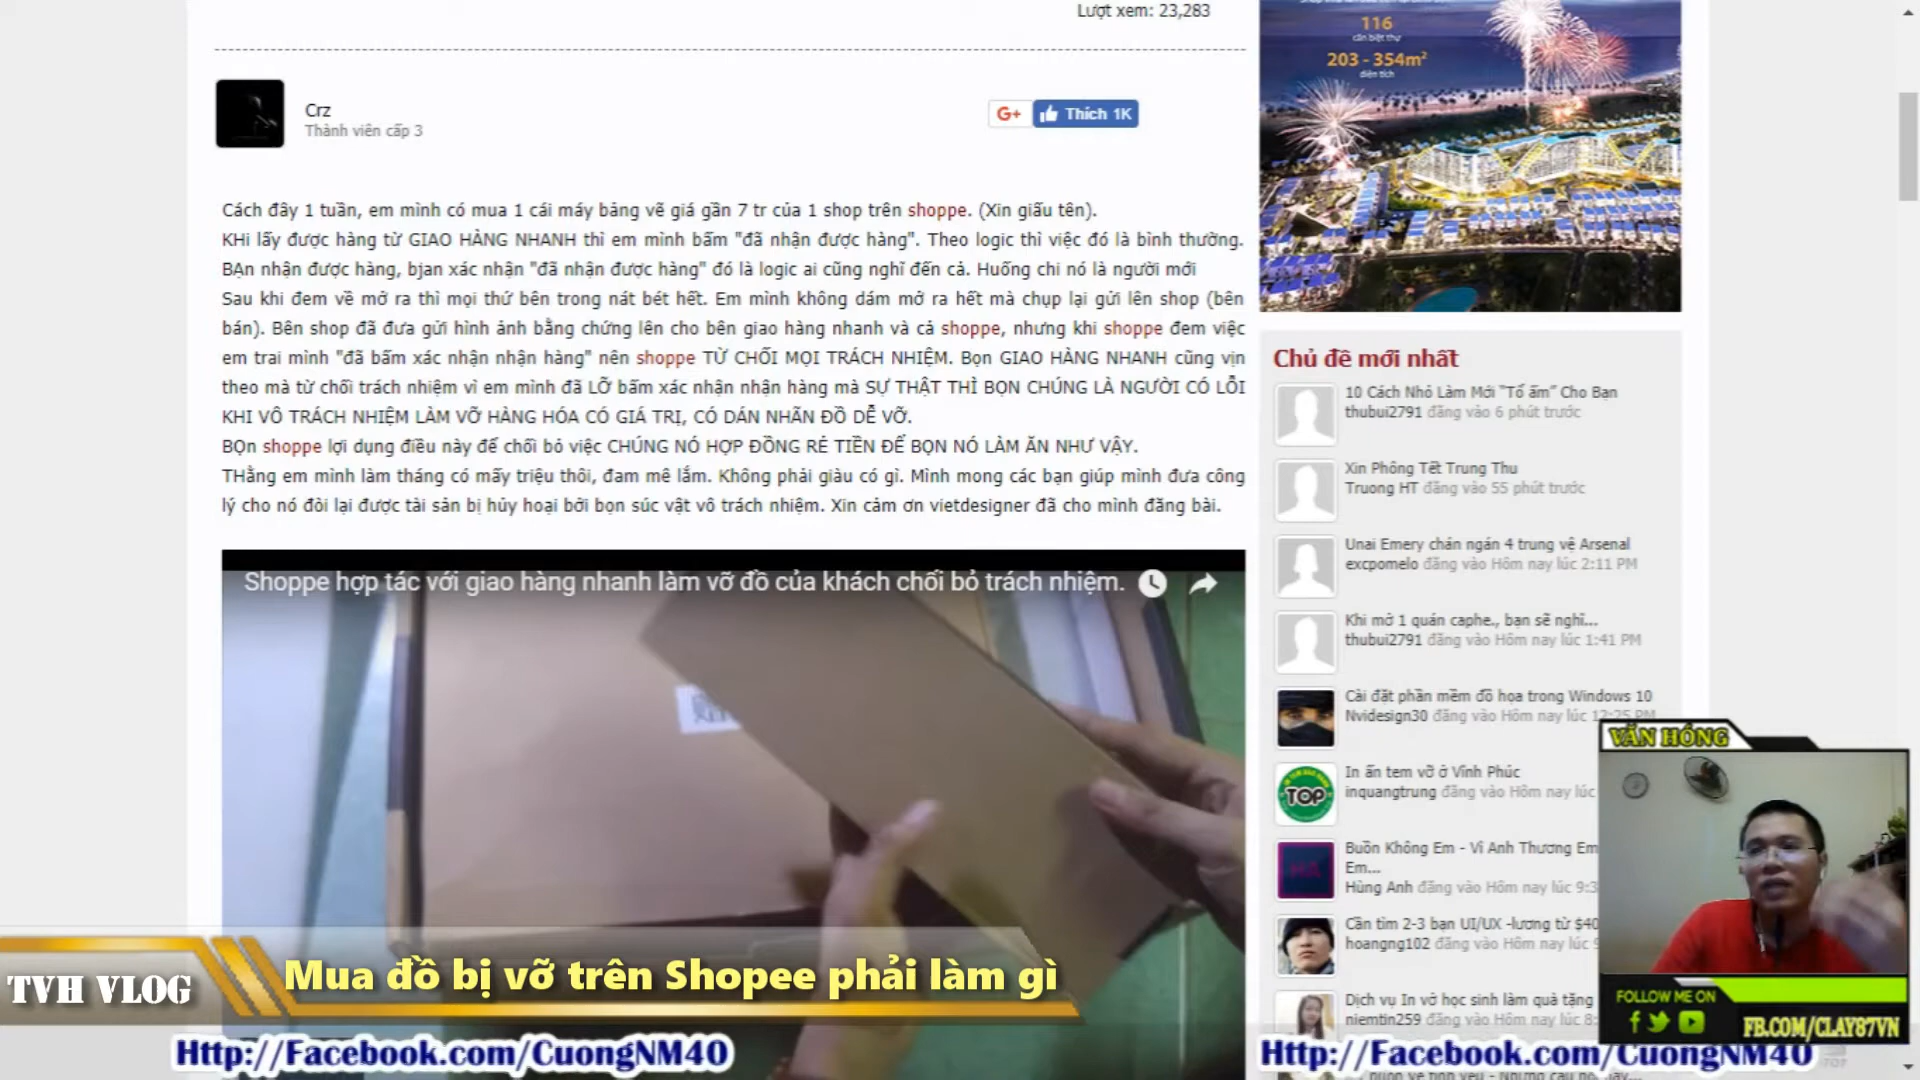 Lượt xem: 23,283
Crz
Thành viên cấp 3
G+ Thích 1K
Cách đây 1 tuần, em mình có mua 1 cái máy bảng vẽ giá gần 7 tr của 1 shop trên shoppe. (Xin giấu tên).
KHi lấy được hàng từ GIAO HÀNG NHANH thì em mình bấm "đã nhận được hàng". Theo logic thì việc đó là bình thường.
BẠn nhận được hàng, bjan xác nhận "đã nhận được hàng" đó là logic ai cũng nghĩ đến cả. Huống chi nó là người mới
Sau khi đem về mở ra thì mọi thứ bên trong nát bét hết. Em mình không dám mở ra hết mà chụp lại gửi lên shop (bên
bán). Bên shop đã đưa gửi hình ảnh bằng chứng lên cho bên giao hàng nhanh và cả shoppe, nhưng khi shoppe đem việc
em trai mình "đã bấm xác nhận nhận hàng" nên shoppe TỪ CHỐI MỌI TRÁCH NHIỆM. Bọn GIAO HÀNG NHANH cũng vịn
theo mà từ chối trách nhiệm vì em mình đã LỠ bấm xác nhận nhận hàng mà SỰ THẬT THÌ BỌN CHÚNG LÀ NGƯỜI CÓ LỖI
KHI VÔ TRÁCH NHIỆM LÀM VỠ HÀNG HÓA CÓ GIÁ TRỊ, CÓ DÁN NHÃN ĐỒ DỄ VỠ.
BỌn shoppe lợi dụng điều này để chối bỏ việc CHÚNG NÓ HỢP ĐỒNG RẺ TIỀN ĐỂ BỌN NÓ LÀM ĂN NHƯ VẬY.
THằng em mình làm tháng có mấy triệu thôi, đam mê lắm. Không phải giàu có gì. Mình mong các bạn giúp mình đưa công
lý cho nó đòi lại được tài sản bị hủy hoại bởi bọn súc vật vô trách nhiệm. Xin cảm ơn vietdesigner đã cho mình đăng bài.
Shoppe hợp tác với giao hàng nhanh làm vỡ đồ của khách chối bỏ trách nhiệm.
116
căn biệt thự
203 - 354m²
diện tích
Chủ đề mới nhất
10 Cách Nhỏ Làm Mới "Tổ ấm" Cho Bạn
thubui2791 đăng vào 6 phút trước
Xin Phông Tết Trung Thu
Truong HT đăng vào 55 phút trước
Unai Emery chán ngán 4 trung vệ Arsenal
excpomelo đăng vào Hôm nay lúc 2:11 PM
Khi mở 1 quán caphe., bạn sẽ nghĩ...
thubui2791 đăng vào Hôm nay lúc 1:41 PM
Cài đặt phần mềm đồ họa trong Windows 10
Nvidesign30 đăng vào Hôm nay lúc 12:25 PM
In ấn tem vỡ ở Vĩnh Phúc
inquangtrung đăng vào Hôm nay lúc
TOP
Buồn Không Em - Vì Anh Thương Em
Em...
Hùng Anh đăng vào Hôm nay lúc 9:3
Cần tìm 2-3 bạn UI/UX -lương từ $40
hoangng102 đăng vào Hôm nay lúc 9
Dịch vụ In vở học sinh làm quà tặng
niemtin259 đăng vào Hôm nay lúc 8:
VĂN HÓNG
FOLLOW ME ON
FB.COM/CLAY87VN
TVH VLOG
Mua đồ bị vỡ trên Shopee phải làm gì
Http://Facebook.com/CuongNM40
Http://Facebook.com/CuongNM40